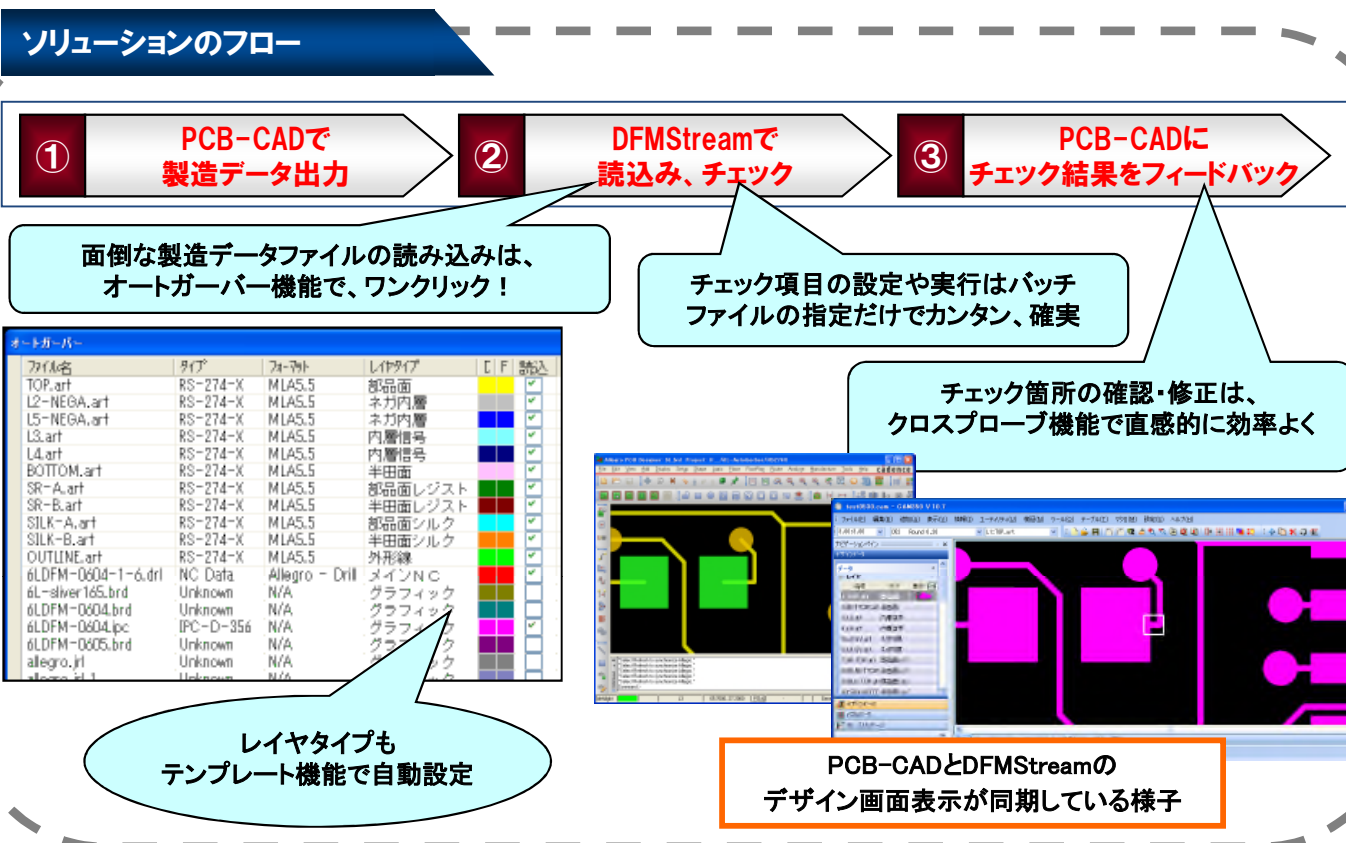 ソリューションのフロー
① PCB-CADで
製造データ出力
② DFMStreamで
読込み、チェック
③ PCB-CADに
チェック結果をフィードバック
面倒な製造データファイルの読み込みは、
オートガーバー機能で、ワンクリック!
チェック項目の設定や実行はバッチ
ファイルの指定だけでカンタン、確実
チェック箇所の確認・修正は、
クロスプローブ機能で直感的に効率よく
オートガーバー
ファイル名 タイプ フォーマット レイヤタイプ D F 読込
TOP.art RS-274-X MLA5.5 部品面
L2-NEGA.art RS-274-X MLA5.5 ネガ内層
L5-NEGA.art RS-274-X MLA5.5 ネガ内層
L3.art RS-274-X MLA5.5 内層信号
L4.art RS-274-X MLA5.5 内層信号
BOTTOM.art RS-274-X MLA5.5 半田面
SR-A.art RS-274-X MLA5.5 部品面レジスト
SR-B.art RS-274-X MLA5.5 半田面レジスト
SILK-A.art RS-274-X MLA5.5 部品面シルク
SILK-B.art RS-274-X MLA5.5 半田面シルク
OUTLINE.art RS-274-X MLA5.5 外形線
6LDFM-0604-1-6.drl NC Data Allegro - Drill メインNC
6L-sliver165.brd Unknown N/A グラフィック
6LDFM-0604.brd Unknown N/A グラフィック
6LDFM-0604.ipc IPC-D-356 N/A グラフィック
6LDFM-0605.brd Unknown N/A
allegro.jrl Unknown N/A
allegro.jrl,1 Unknown N/A
cadence
レイヤタイプも
テンプレート機能で自動設定
PCB-CADとDFMStreamの
デザイン画面表示が同期している様子